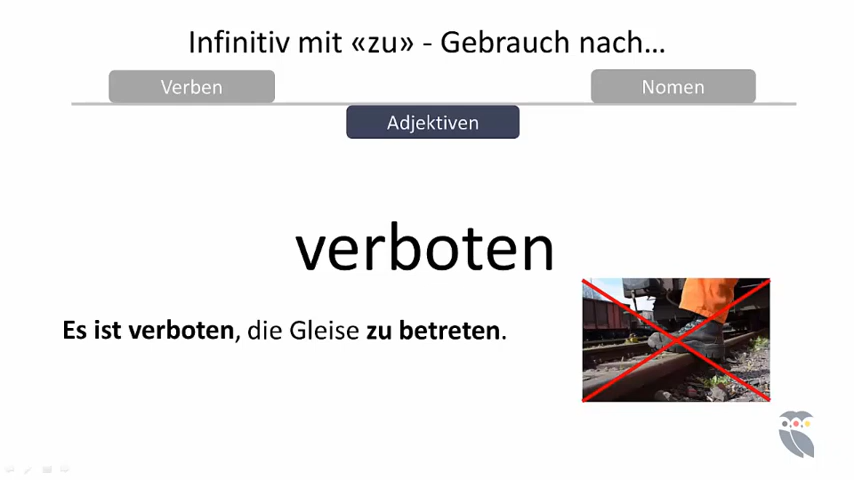 Infinitiv mit «zu» - Gebrauch nach...
Verben
Nomen
Adjektiven
verboten
Es ist verboten, die Gleise zu betreten.